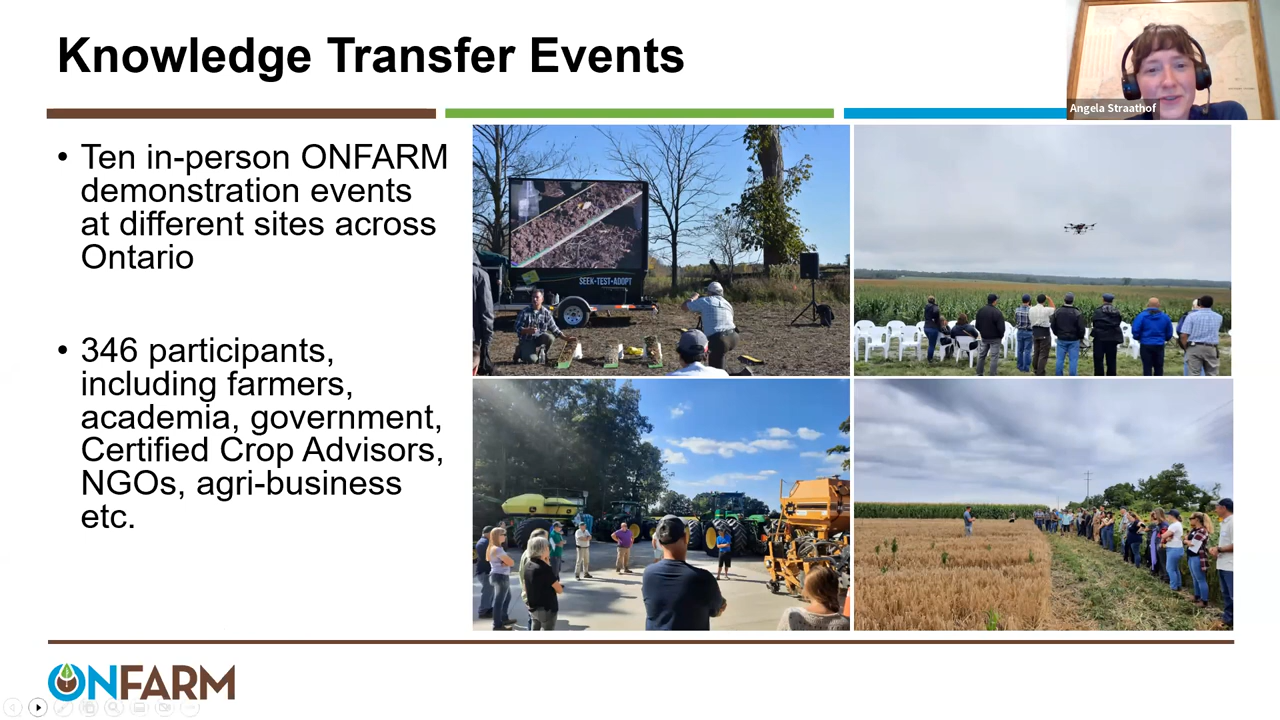 Knowledge Transfer Events
Angela Straathof
• Ten in-person ONFARM
demonstration events
at different sites across
Ontario
• 346 participants,
including farmers,
academia, government,
Certified Crop Advisors,
NGOs, agri-business
etc.
SEEK-TEST-ADOPT
ONFARM